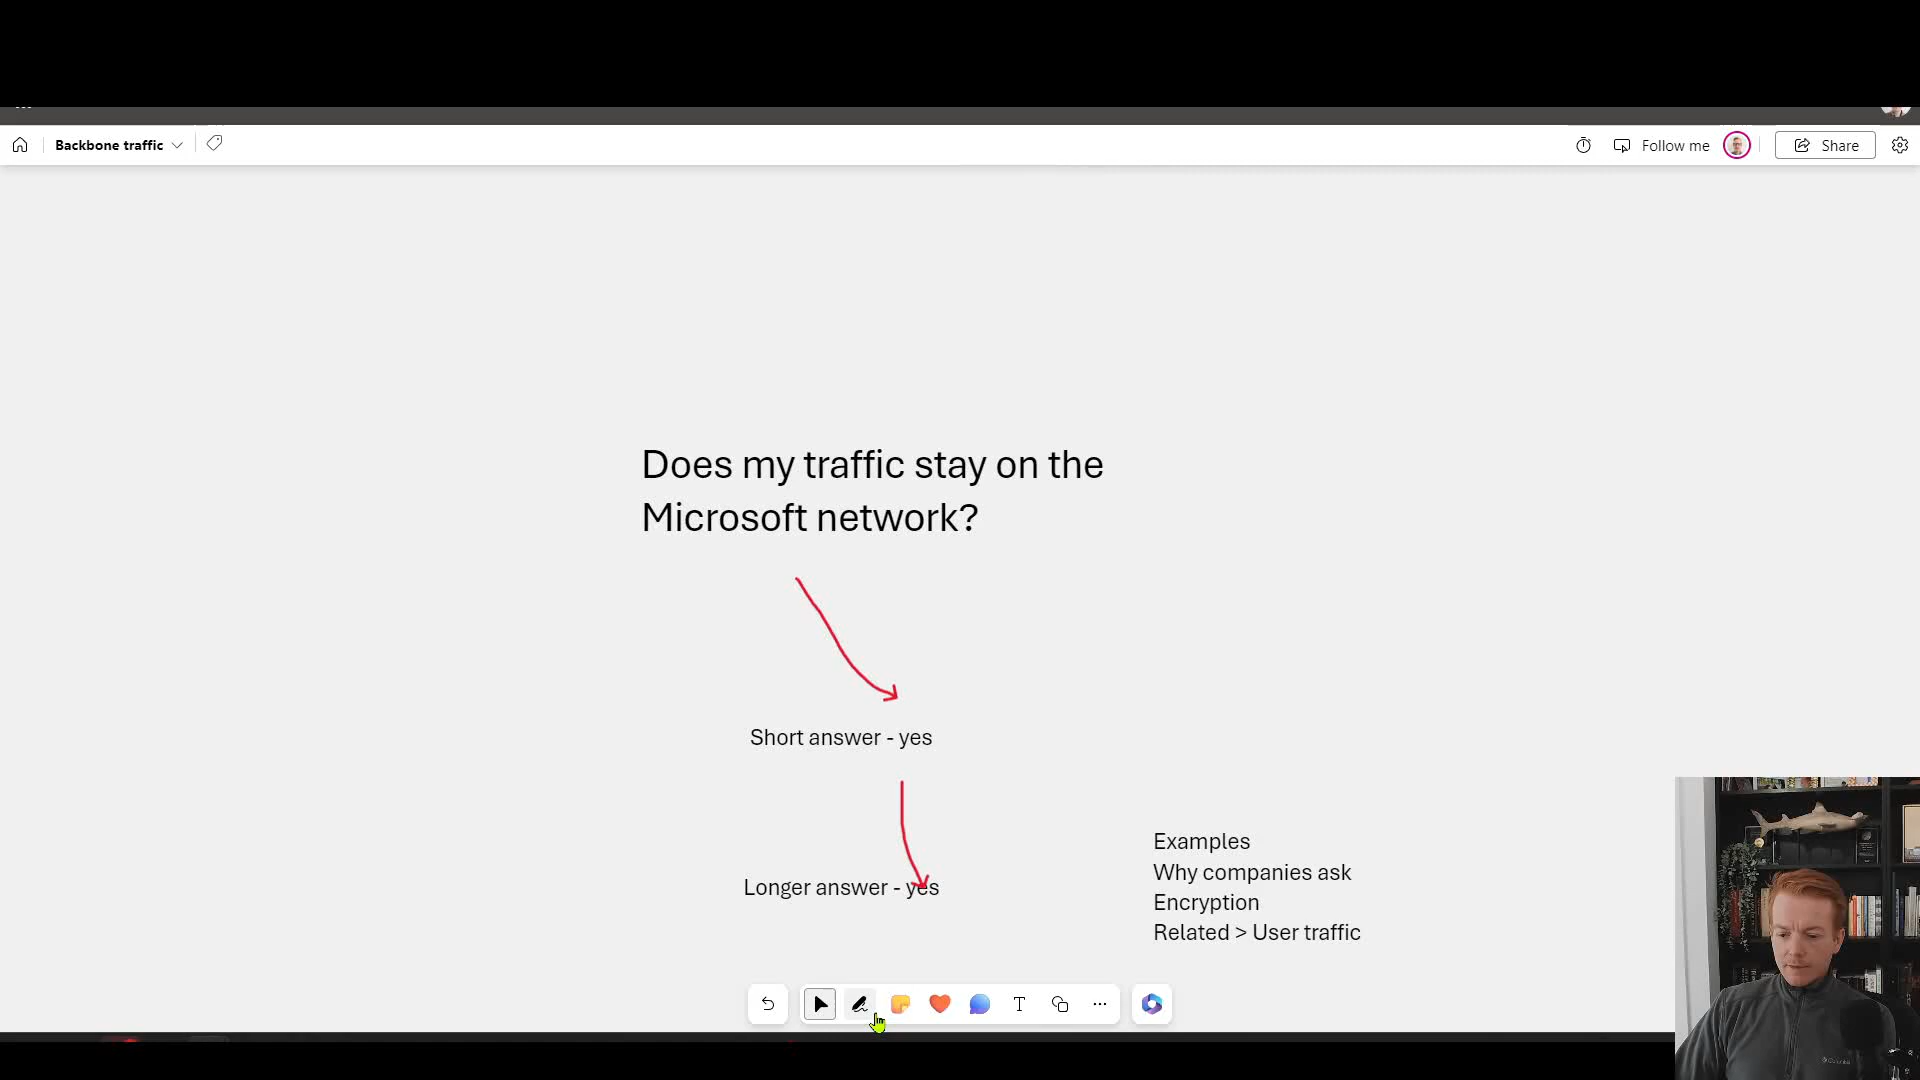 Backbone traffic
Follow me
Share
Does my traffic stay on the
Microsoft network?
Short answer - yes
Longer answer - yes
Examples
Why companies ask
Encryption
Related > User traffic